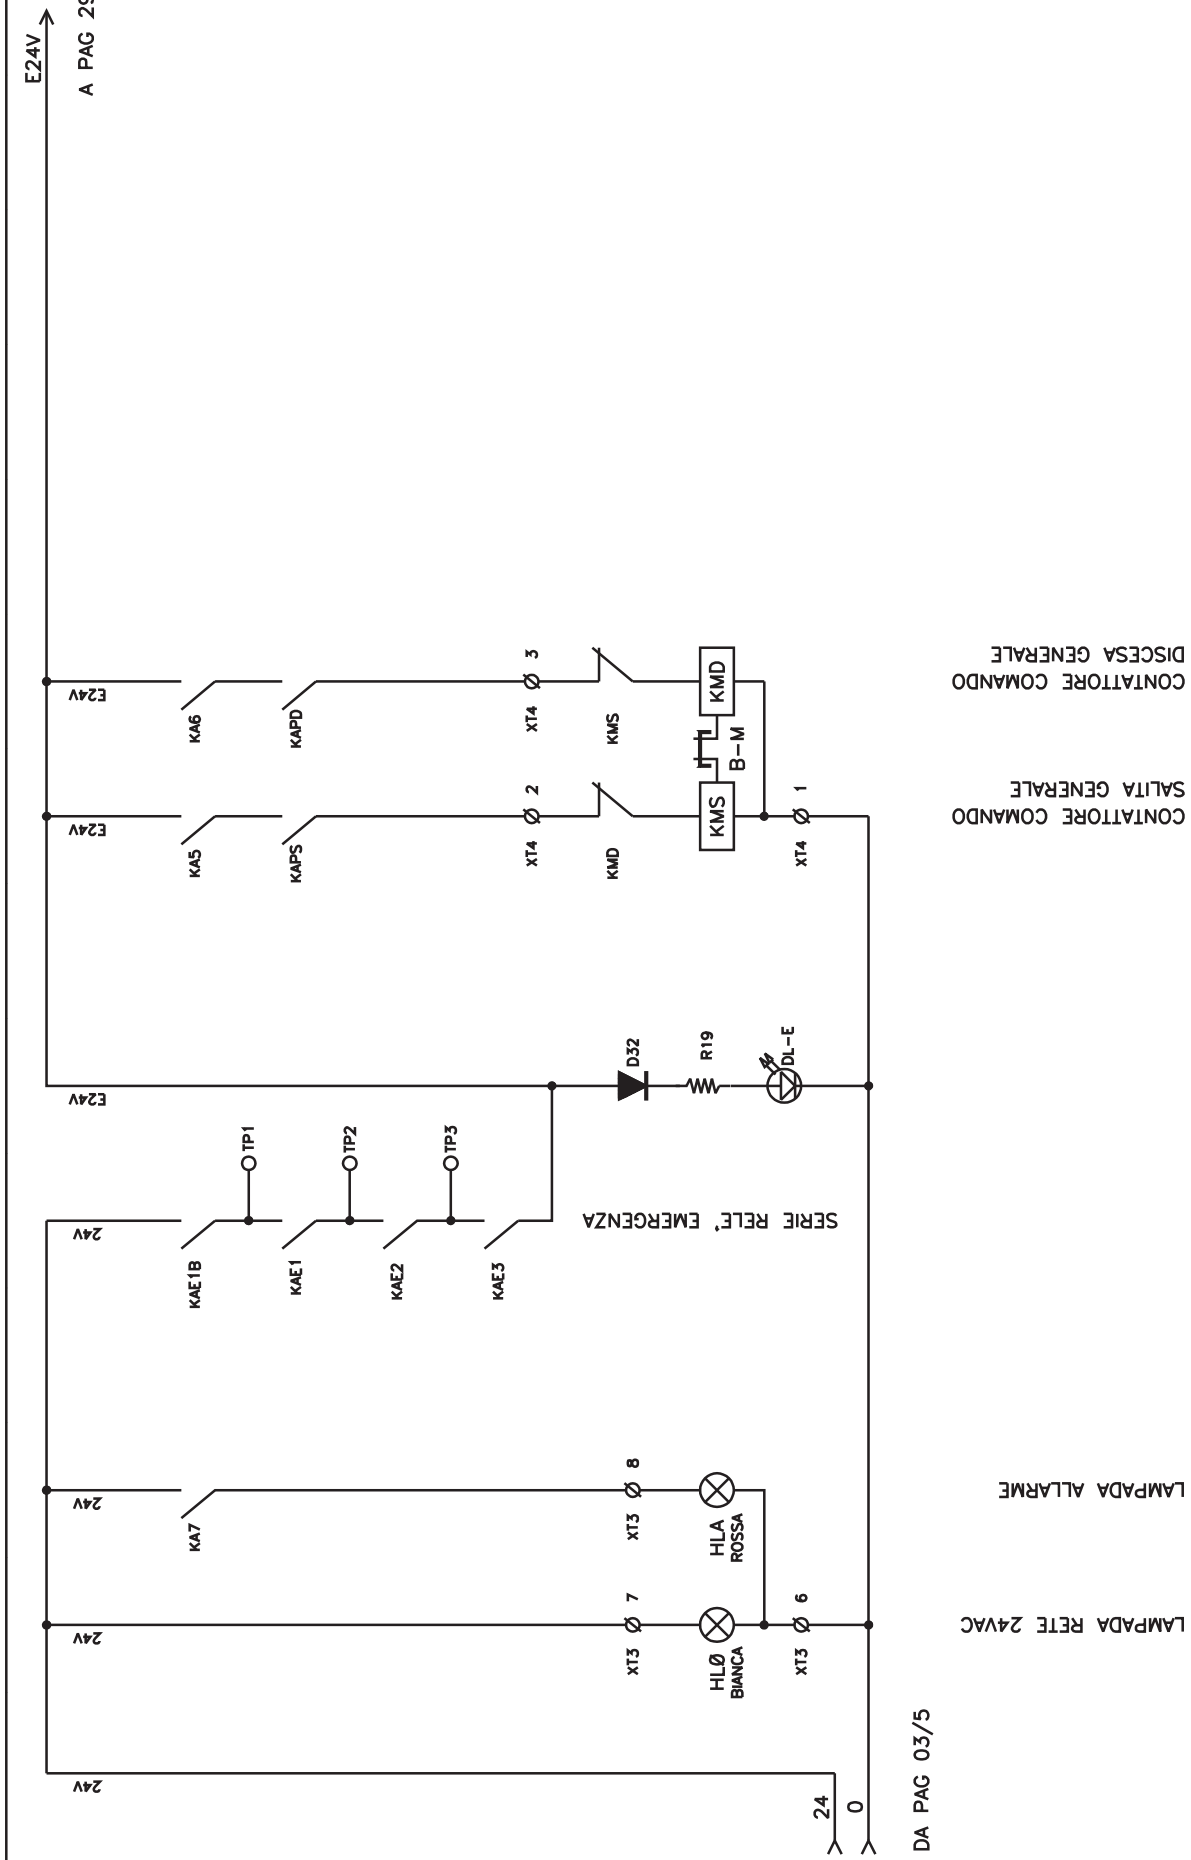 E24V
A PAG 29
E24V
KA6
KAPD
XT4 3
KMS
KMD
B-M
CONTATTORE COMANDO
DISCESA GENERALE
E24V
KA5
KAPS
XT4 2
KMD
KMS
XT4 1
CONTATTORE COMANDO
SALITA GENERALE
E24V
D32
R19
DL-E
TP1
TP2
TP3
24V
KAE1B
KAE1
KAE2
KAE3
SERIE RELE' EMERGENZA
24V
KA7
XT3 8
HLA
ROSSA
LAMPADA ALLARME
24V
XT3 7
HLØ
BIANCA
XT3 6
LAMPADA RETE 24VAC
24V
24
0
DA PAG 03/5